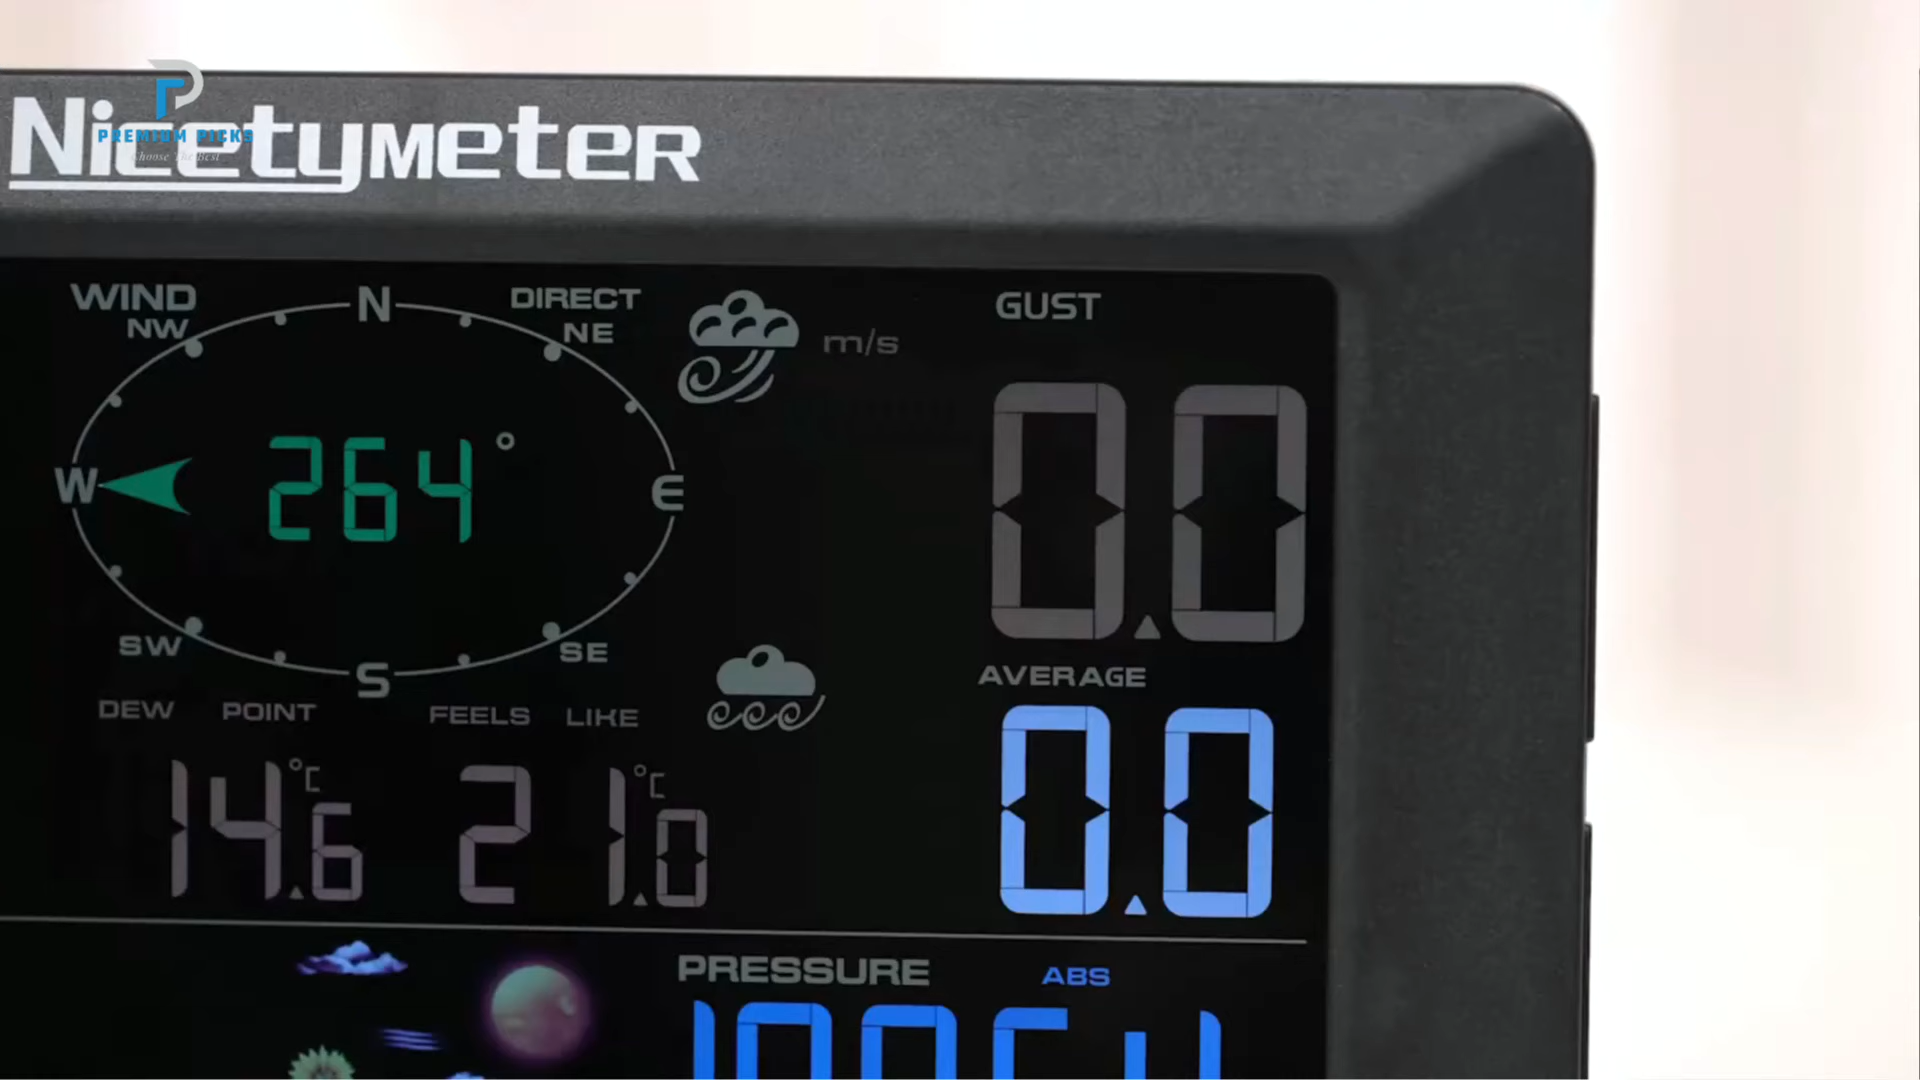 PREMIUM PICKS
Choose The Best
Nicetymeter
WIND
NW
N
DIRECT
NE
m/s
GUST
0.0
W
264°
E
SW
S
SE
AVERAGE
0.0
DEW POINT
FEELS LIKE
14.6°C
21.0°C
PRESSURE
ABS